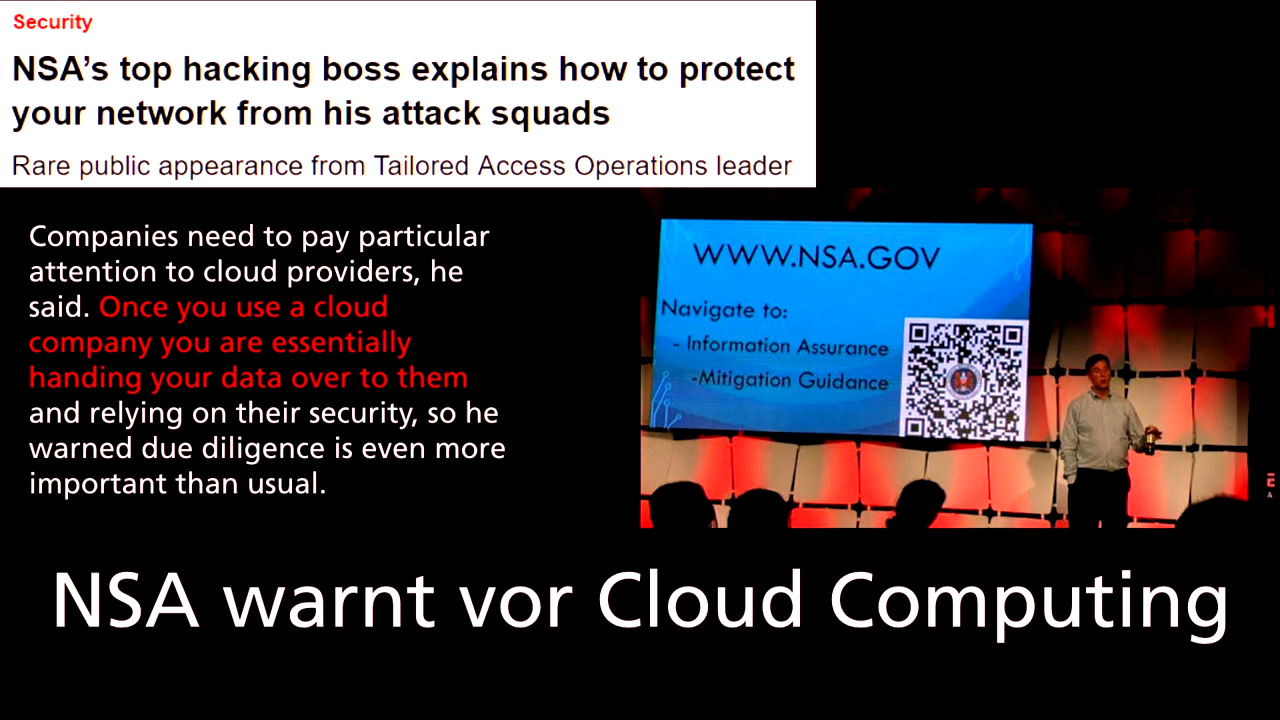 Security
NSA's top hacking boss explains how to protect
your network from his attack squads
Rare public appearance from Tailored Access Operations leader
Companies need to pay particular
attention to cloud providers, he
said. Once you use a cloud
company you are essentially
handing your data over to them
and relying on their security, so he
warned due diligence is even more
important than usual.
WWW.NSA.GOV
Navigate to:
- Information Assurance
-Mitigation Guidance
E
A
NSA warnt vor Cloud Computing